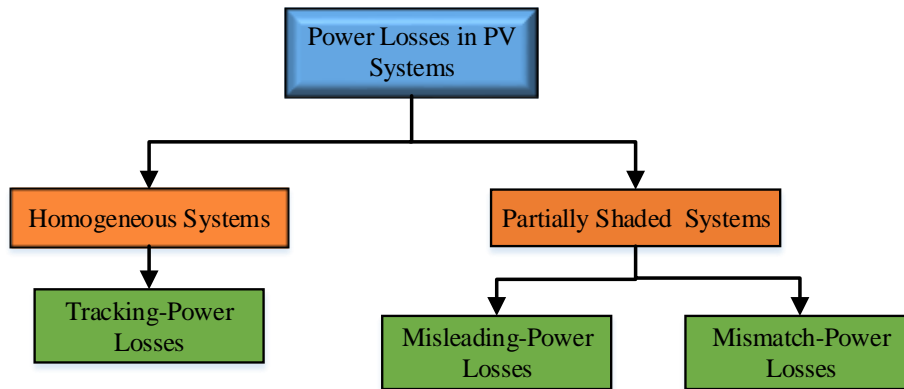 Power Losses in PV
Systems
Homogeneous Systems
Partially Shaded Systems
Tracking-Power
Losses
Misleading-Power
Losses
Mismatch-Power
Losses